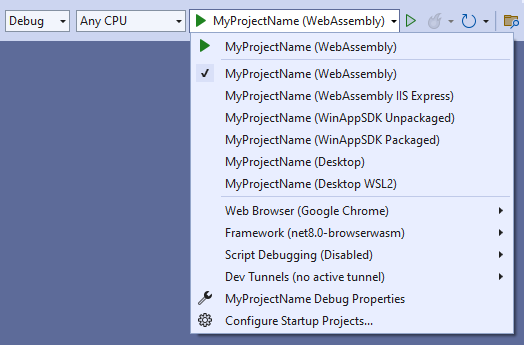 Debug Any CPU MyProjectName (WebAssembly)
MyProjectName (WebAssembly)
MyProjectName (WebAssembly)
MyProjectName (WebAssembly IIS Express)
MyProjectName (WinAppSDK Unpackaged)
MyProjectName (WinAppSDK Packaged)
MyProjectName (Desktop)
MyProjectName (Desktop WSL2)
Web Browser (Google Chrome)
Framework (net8.0-browserwasm)
Script Debugging (Disabled)
Dev Tunnels (no active tunnel)
MyProjectName Debug Properties
Configure Startup Projects...